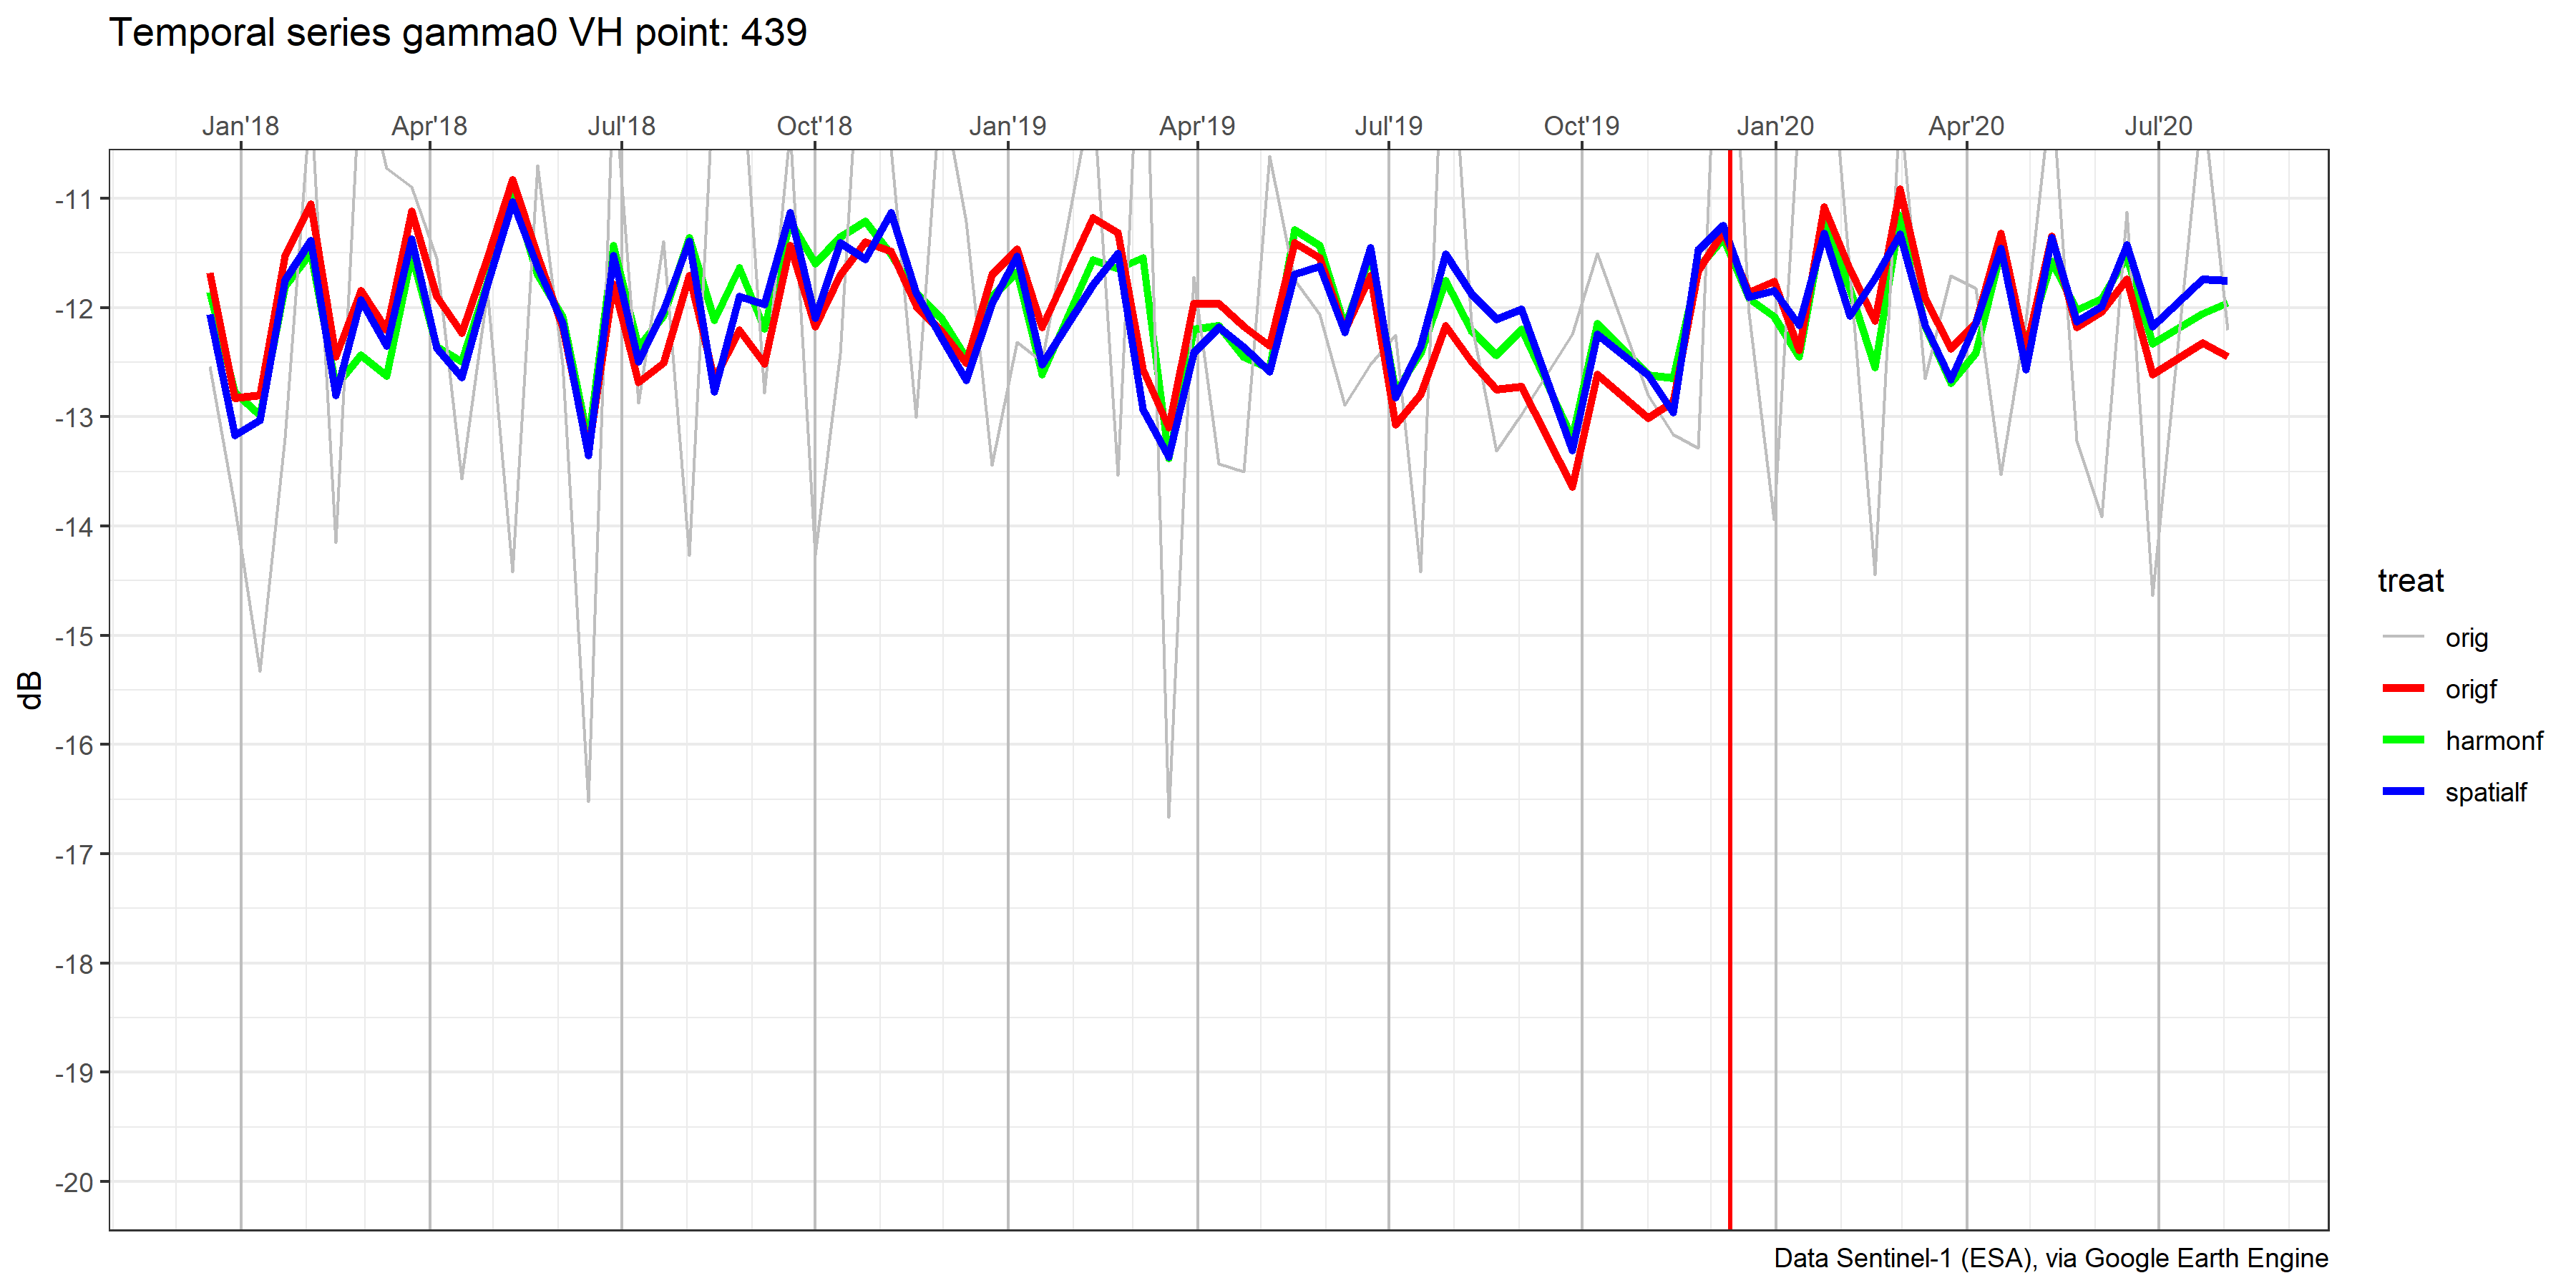 Temporal series gamma0 VH point: 439
Jan'18 Apr'18 Jul'18 Oct'18 Jan'19 Apr'19 Jul'19 Oct'19 Jan'20 Apr'20 Jul'20
-11
-12
-13
-14
-15
-16
-17
-18
-19
-20
dB
treat
orig
origf
harmonf
spatialf
Data Sentinel-1 (ESA), via Google Earth Engine